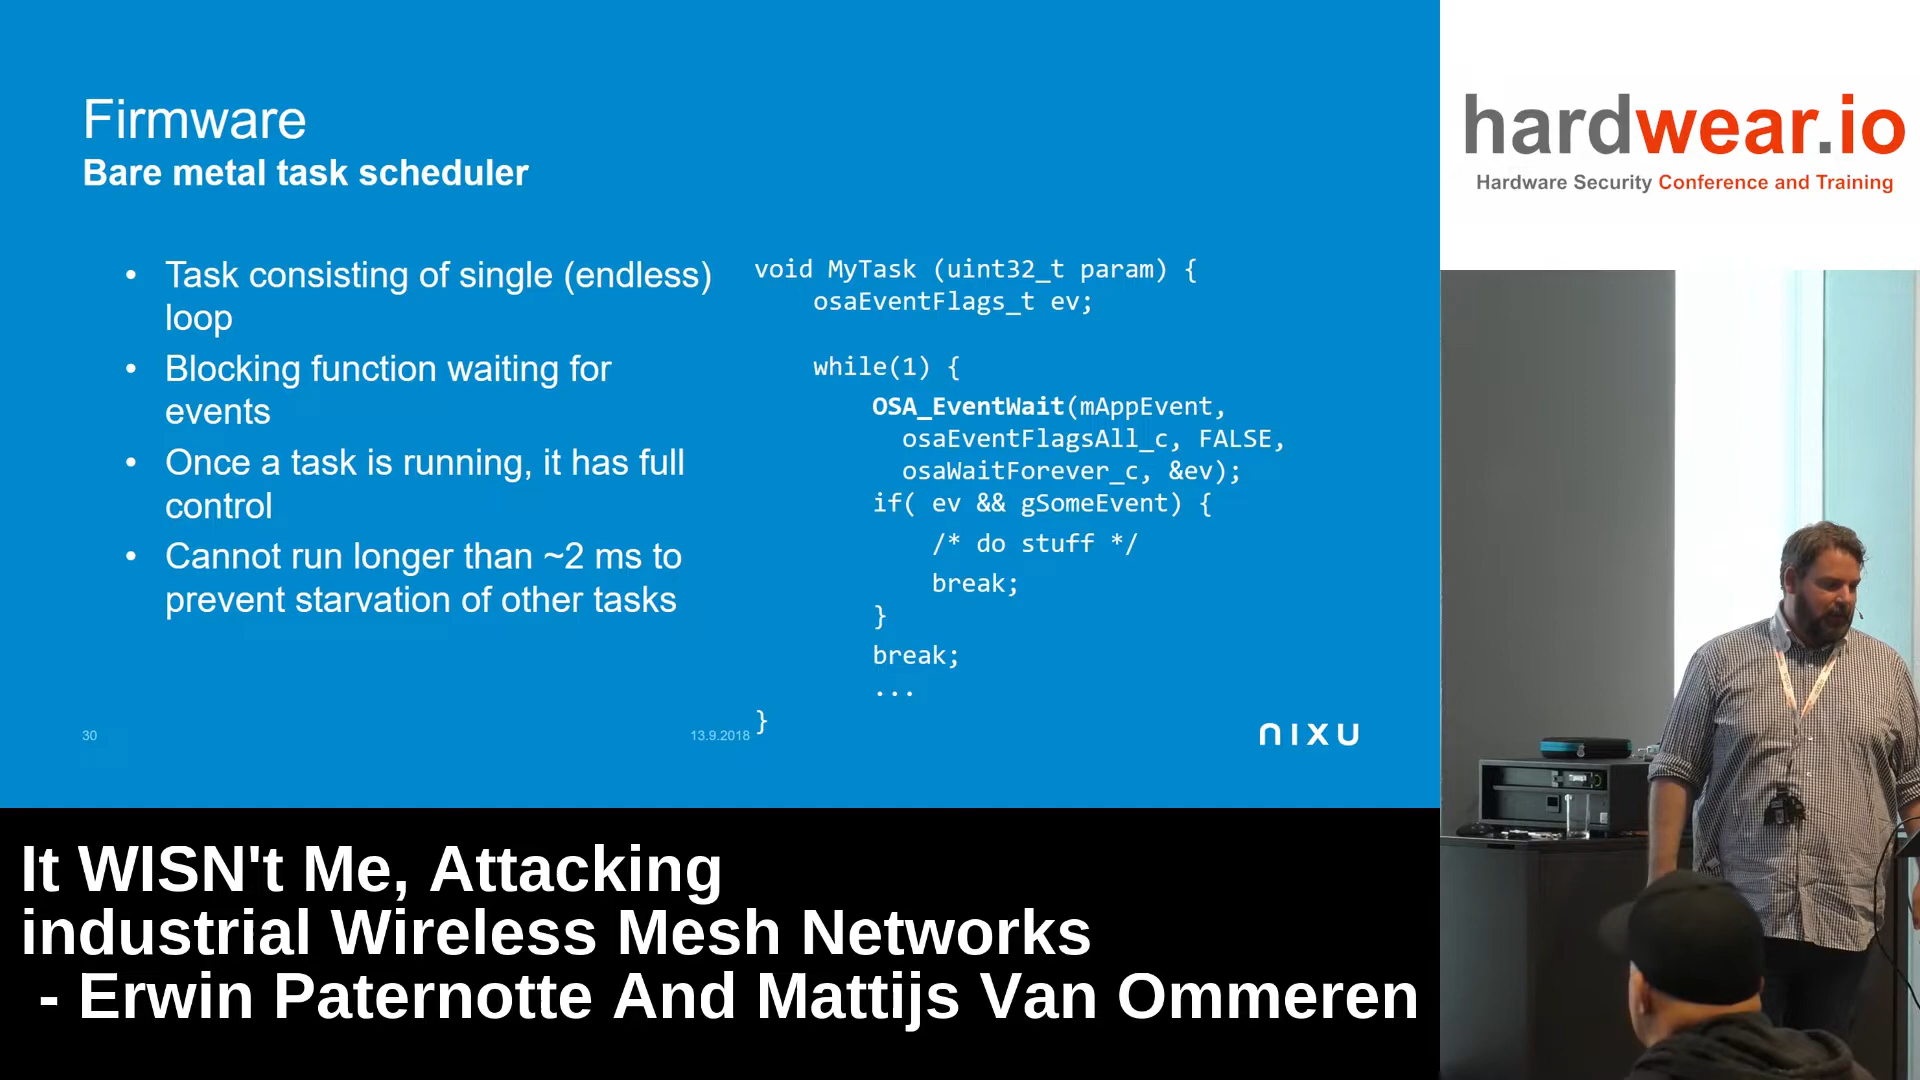 Firmware
Bare metal task scheduler
• Task consisting of single (endless)
loop
• Blocking function waiting for
events
• Once a task is running, it has full
control
• Cannot run longer than ~2 ms to
prevent starvation of other tasks
void MyTask (uint32_t param) {
osaEventFlags_t ev;
while(1) {
OSA_EventWait(mAppEvent,
osaEventFlagsAll_c, FALSE,
osaWaitForever_c, &ev);
if( ev && gSomeEvent) {
/* do stuff */
break;
}
break;
...
}
30
13.9.2018
nixu
hardwear.io
Hardware Security Conference and Training
It WISN't Me, Attacking
industrial Wireless Mesh Networks
- Erwin Paternotte And Mattijs Van Ommeren